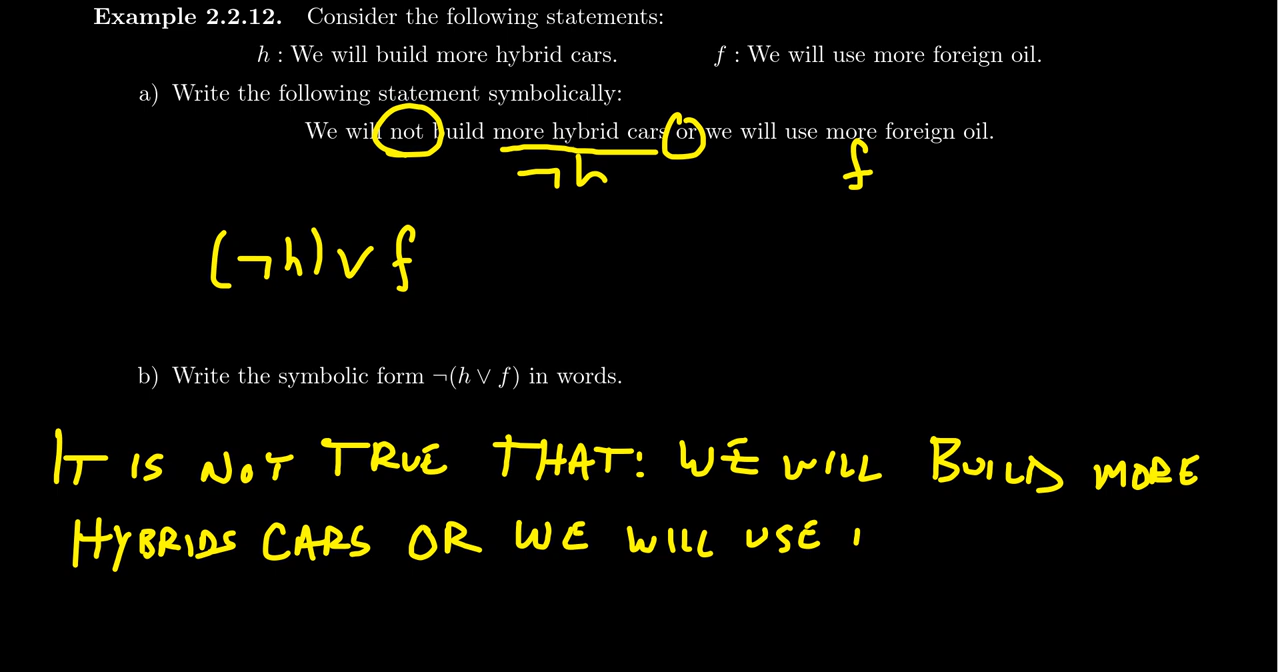 Example 2.2.12. Consider the following statements:
h : We will build more hybrid cars. f : We will use more foreign oil.
a) Write the following statement symbolically:
We will not build more hybrid cars or we will use more foreign oil.
¬h f
(¬h) ∨ f
b) Write the symbolic form ¬(h ∨ f) in words.
IT IS NOT TRUE THAT: WE WILL BUILD MORE
HYBRIDS CARS OR WE WILL USE